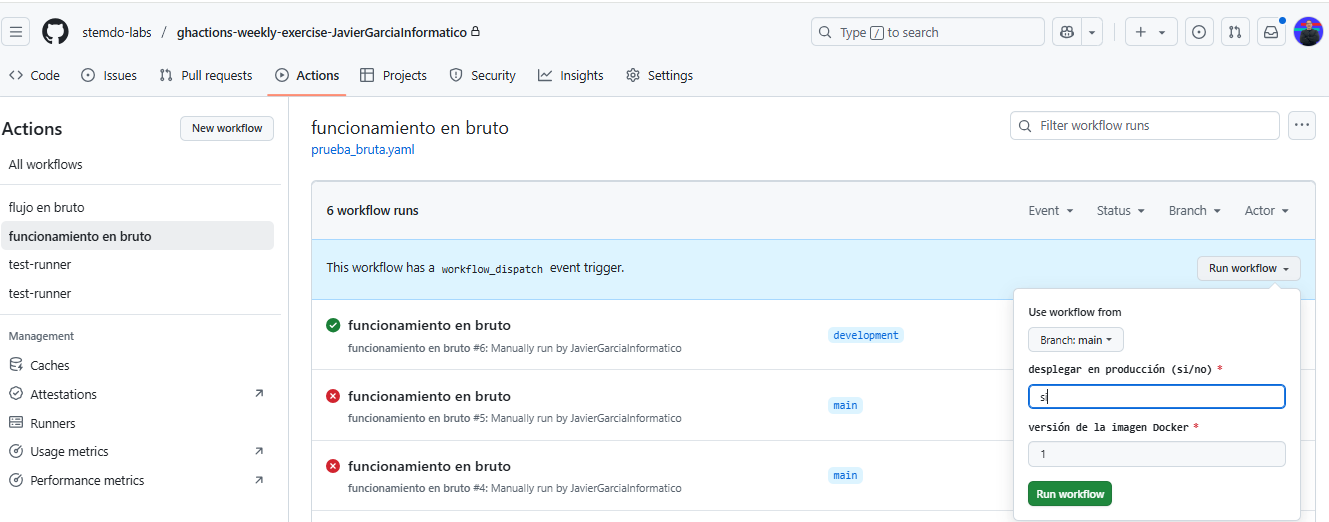 stemdo-labs / ghactions-weekly-exercise-JavierGarciaInformatico
Type / to search
Code Issues Pull requests Actions Projects Security Insights Settings
Actions
New workflow
All workflows
flujo en bruto
funcionamiento en bruto
test-runner
test-runner
Management
Caches
Attestations
Runners
Usage metrics
Performance metrics
funcionamiento en bruto
prueba_bruta.yaml
Filter workflow runs
6 workflow runs
Event Status Branch Actor
This workflow has a workflow_dispatch event trigger.
Run workflow
funcionamiento en bruto
funcionamiento en bruto #6: Manually run by JavierGarciaInformatico
development
funcionamiento en bruto
funcionamiento en bruto #5: Manually run by JavierGarciaInformatico
main
funcionamiento en bruto
funcionamiento en bruto #4: Manually run by JavierGarciaInformatico
main
Use workflow from
Branch: main
desplegar en producción (si/no) *
si
versión de la imagen Docker *
1
Run workflow